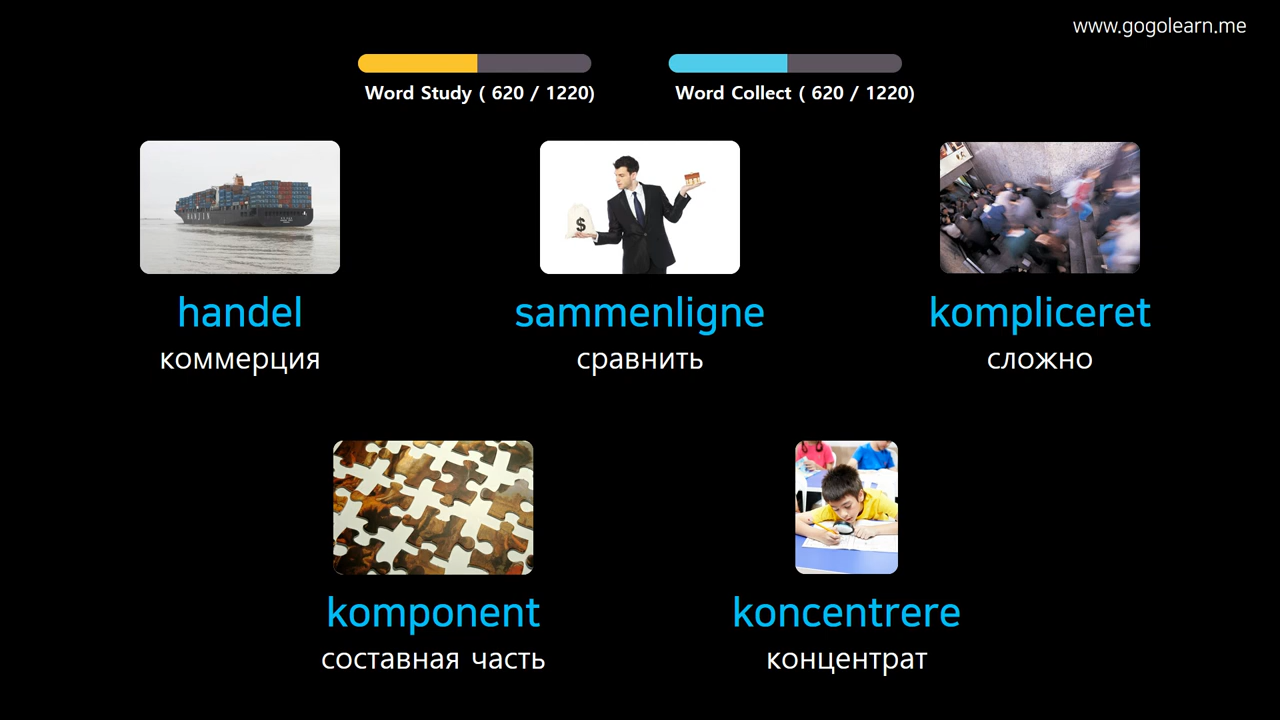 www.gogolearn.me
Word Study ( 620 / 1220)
Word Collect ( 620 / 1220)
HANJIN
$
handel
sammenligne
kompliceret
коммерция
сравнить
сложно
komponent
koncentrere
составная часть
концентрат